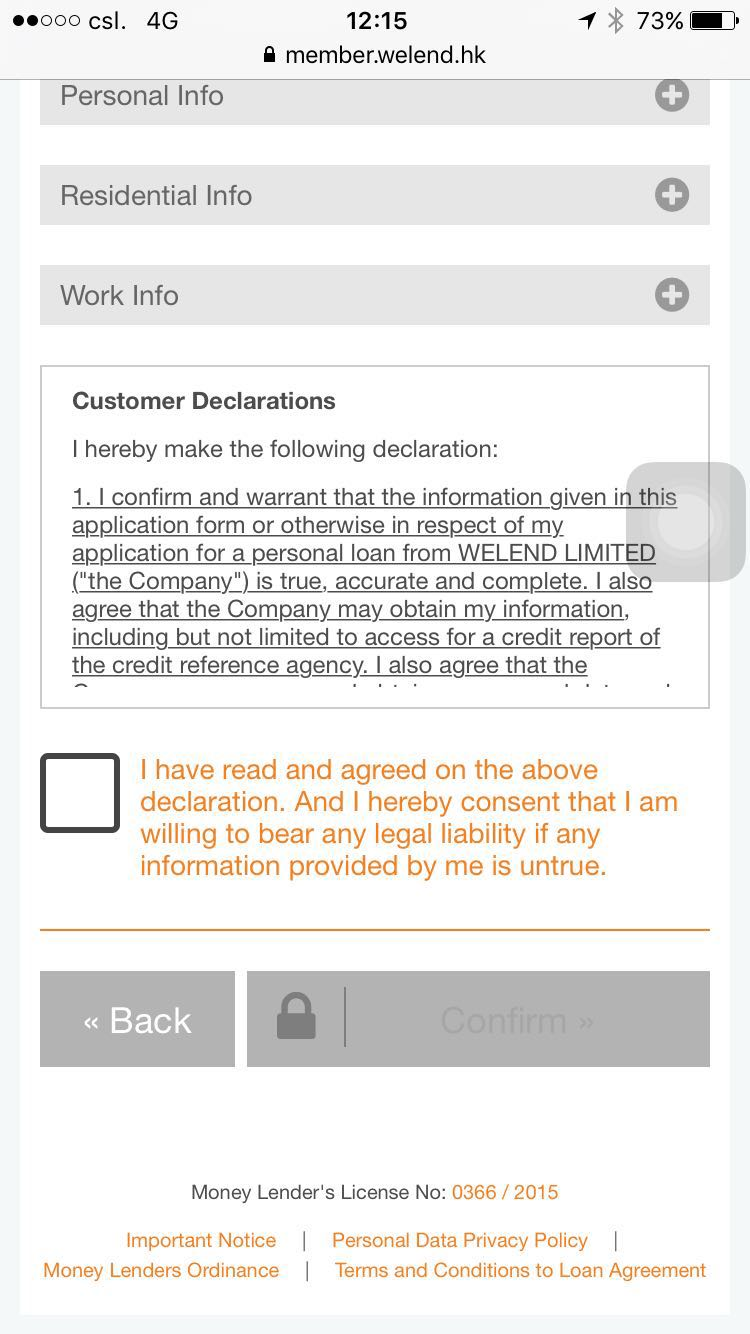 csl. 4G 12:15 73%
member.welend.hk
Personal Info
Residential Info
Work Info
Customer Declarations
I hereby make the following declaration:
1. I confirm and warrant that the information given in this
application form or otherwise in respect of my
application for a personal loan from WELEND LIMITED
("the Company") is true, accurate and complete. I also
agree that the Company may obtain my information,
including but not limited to access for a credit report of
the credit reference agency. I also agree that the
I have read and agreed on the above
declaration. And I hereby consent that I am
willing to bear any legal liability if any
information provided by me is untrue.
« Back Confirm »
Money Lender's License No: 0366 / 2015
Important Notice | Personal Data Privacy Policy |
Money Lenders Ordinance | Terms and Conditions to Loan Agreement